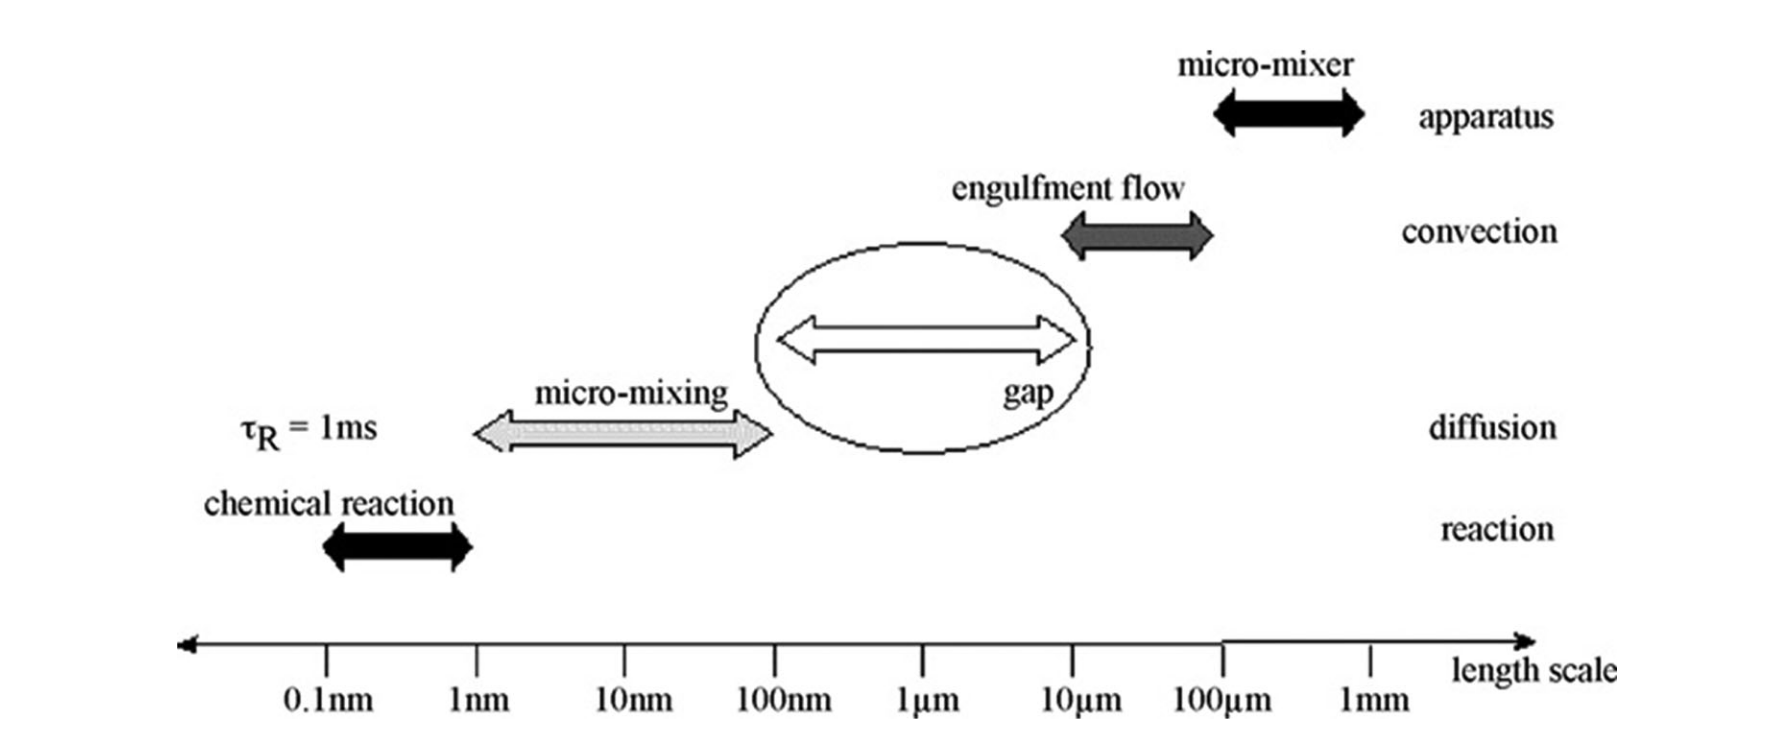 micro-mixer
apparatus
engulfment flow
convection
gap
micro-mixing
τR = 1ms
diffusion
chemical reaction
reaction
length scale
0.1nm 1nm 10nm 100nm 1µm 10µm 100µm 1mm